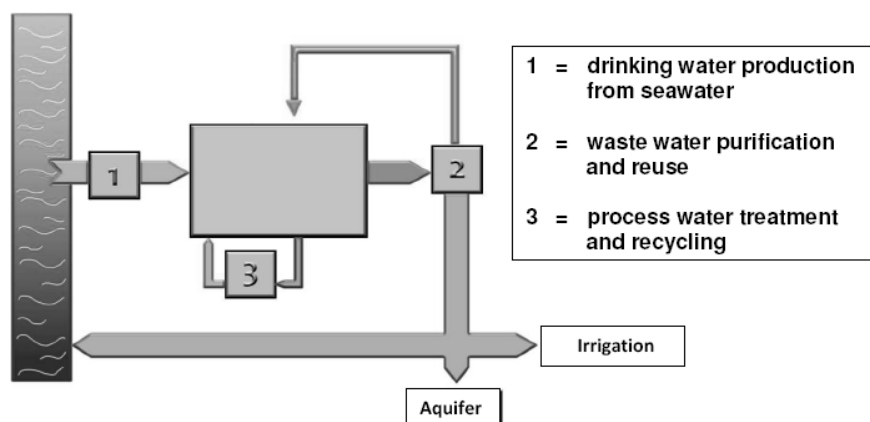 1
2
3
1 = drinking water production
from seawater
2 = waste water purification
and reuse
3 = process water treatment
and recycling
Irrigation
Aquifer